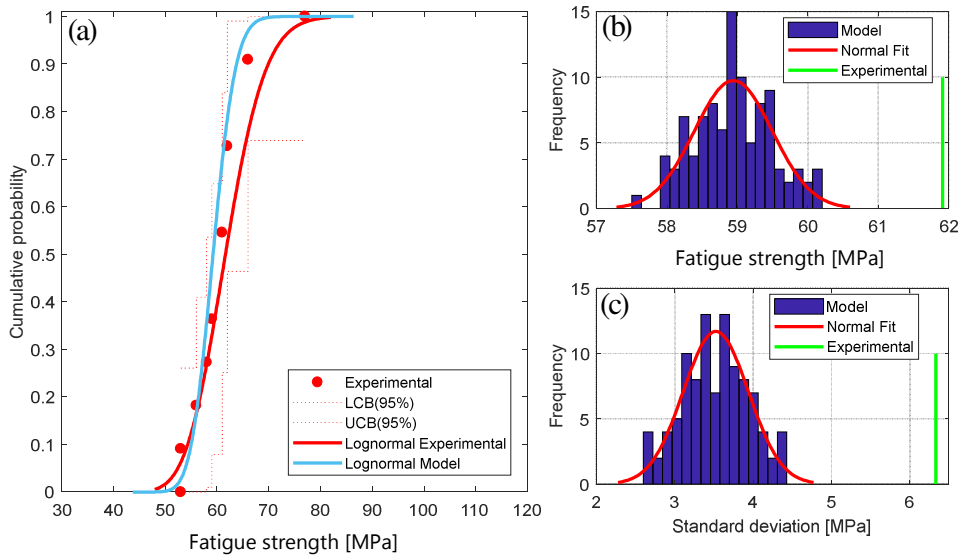 (a)
Cumulative probability
1
0.9
0.8
0.7
0.6
0.5
0.4
0.3
0.2
0.1
0
30 40 50 60 70 80 90 100 110 120
Fatigue strength [MPa]
Experimental
LCB(95%)
UCB(95%)
Lognormal Experimental
Lognormal Model
(b)
Frequency
15
10
5
0
57 58 59 60 61 62
Fatigue strength [MPa]
Model
Normal Fit
Experimental
(c)
Frequency
15
10
5
0
2 3 4 5 6
Standard deviation [MPa]
Model
Normal Fit
Experimental